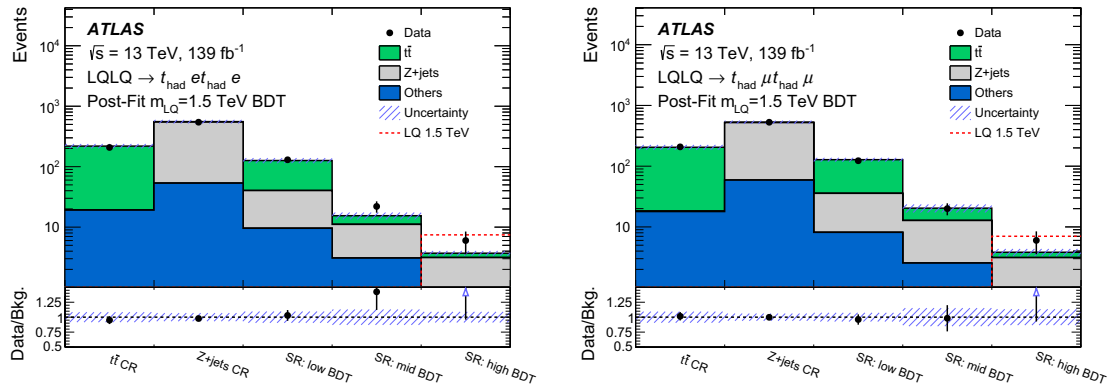 Events
10⁴
10³
10²
10
ATLAS
√s = 13 TeV, 139 fb⁻¹
LQLQ → t_had et_had e
Post-Fit m_LQ=1.5 TeV BDT
Data
tt̄
Z+jets
Others
Uncertainty
LQ 1.5 TeV
Data/Bkg.
1.25
1
0.75
0.5
tt̄ CR
Z+jets CR
SR: low BDT
SR: mid BDT
SR: high BDT
Events
10⁴
10³
10²
10
ATLAS
√s = 13 TeV, 139 fb⁻¹
LQLQ → t_had μt_had μ
Post-Fit m_LQ=1.5 TeV BDT
Data
tt̄
Z+jets
Others
Uncertainty
LQ 1.5 TeV
Data/Bkg.
1.25
1
0.75
0.5
tt̄ CR
Z+jets CR
SR: low BDT
SR: mid BDT
SR: high BDT